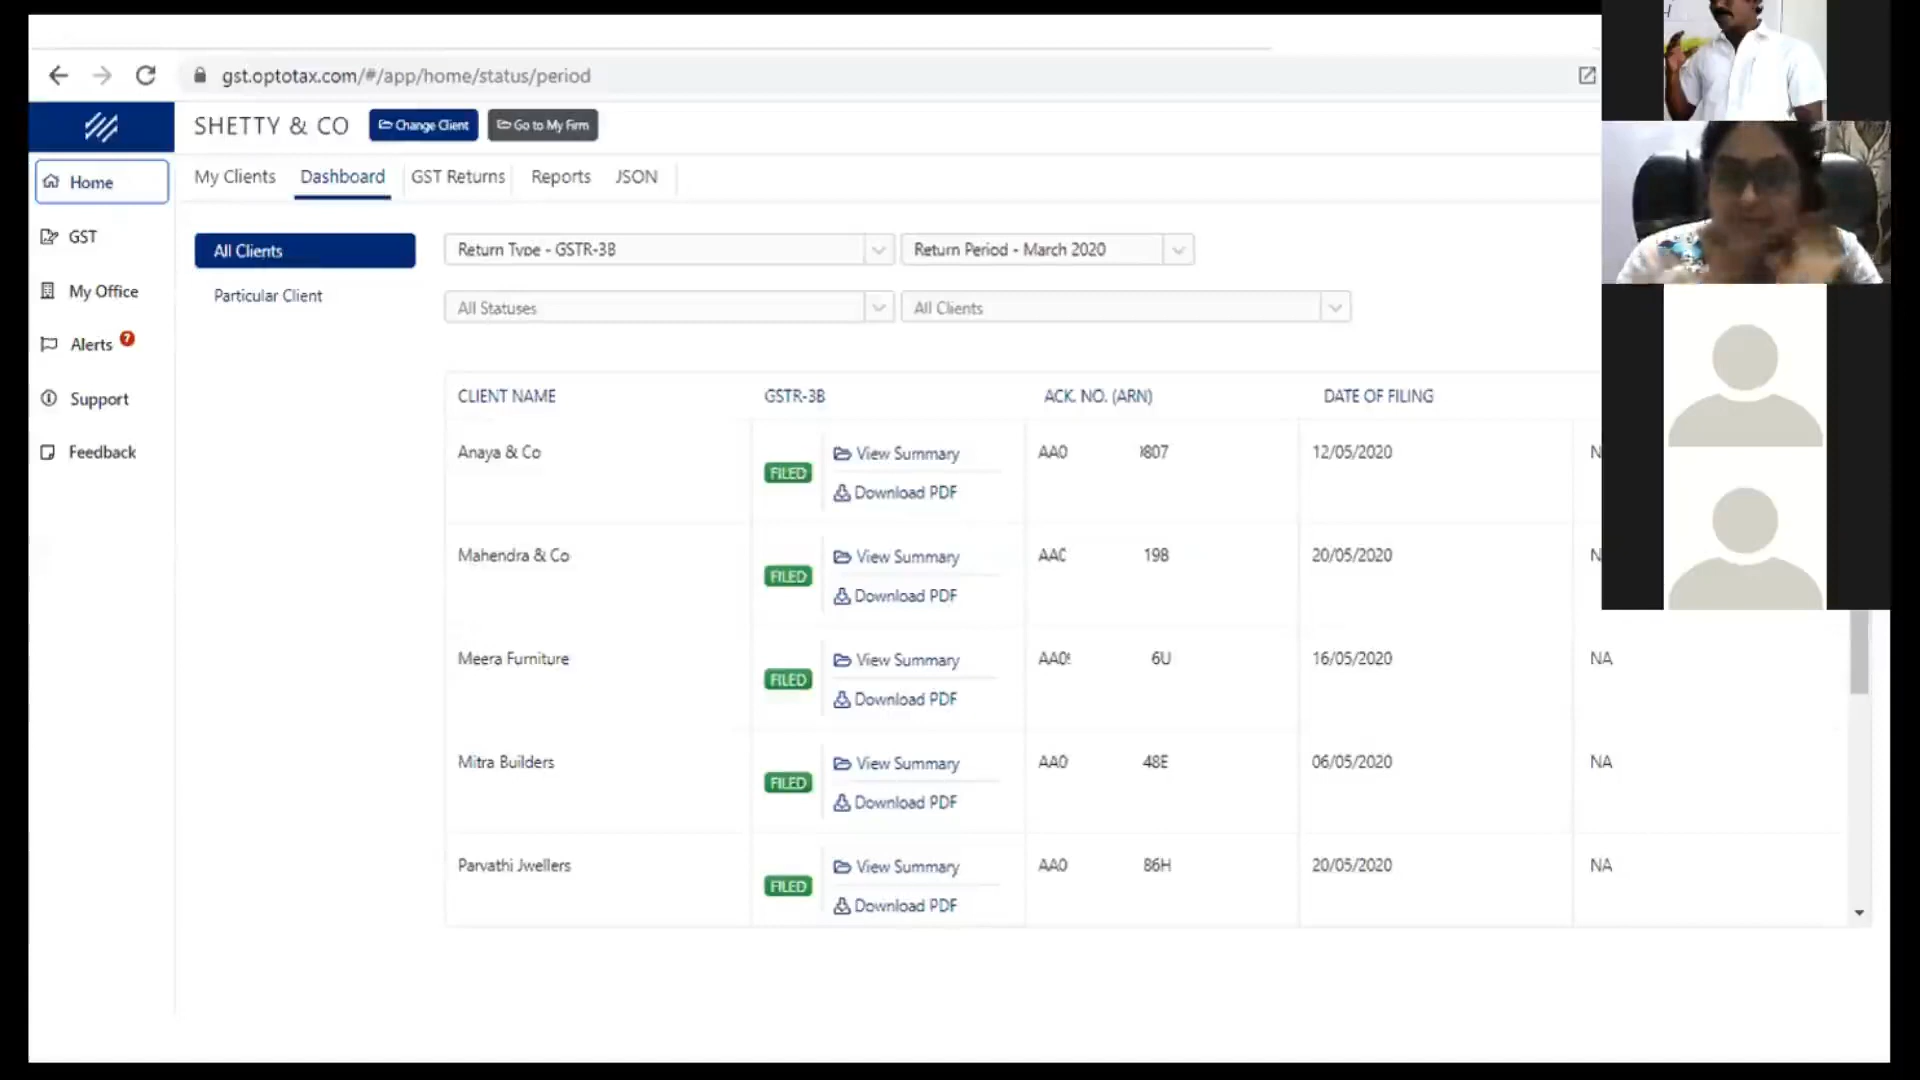 gst.optotax.com/#/app/home/status/period
SHETTY & CO Change Client Go to My Firm
Home
My Clients Dashboard GST Returns Reports JSON
GST
All Clients
Return Type - GSTR-3B Return Period - March 2020
My Office
Particular Client
All Statuses All Clients
Alerts 7
Support
Feedback
CLIENT NAME GSTR-3B ACK. NO. (ARN) DATE OF FILING
Anaya & Co FILED View Summary AA0 807 12/05/2020 N
Download PDF
Mahendra & Co FILED View Summary AAC 198 20/05/2020 N
Download PDF
Meera Furniture FILED View Summary AA0 6U 16/05/2020 NA
Download PDF
Mitra Builders FILED View Summary AA0 48E 06/05/2020 NA
Download PDF
Parvathi Jwellers FILED View Summary AA0 86H 20/05/2020 NA
Download PDF